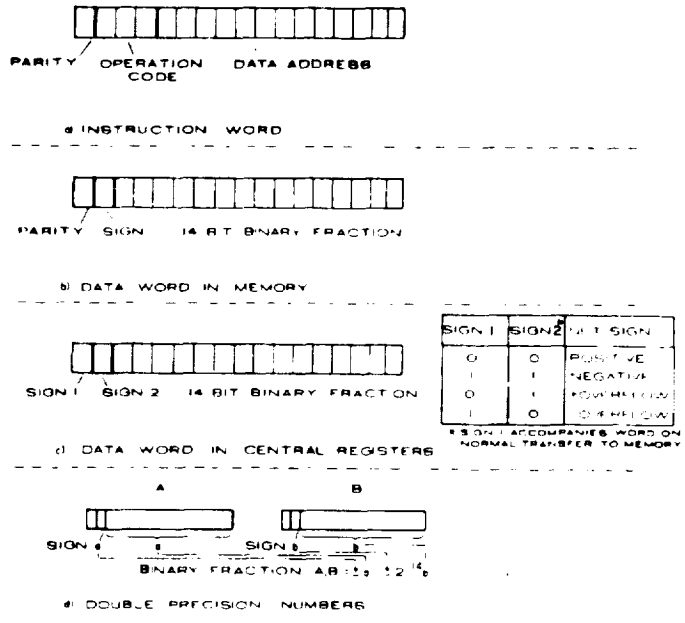 PARITY OPERATION CODE DATA ADDRESS
a) INSTRUCTION WORD
PARITY SIGN 14 BIT BINARY FRACTION
b) DATA WORD IN MEMORY
SIGN 1 SIGN 2 14 BIT BINARY FRACTION
c) DATA WORD IN CENTRAL REGISTERS
SIGN 1 SIGN 2* NET SIGN
0 0 POSITIVE
1 1 NEGATIVE
0 1 +OVERFLOW
1 0 -OVERFLOW
* SIGN 1 ACCOMPANIES WORD ON
NORMAL TRANSFER TO MEMORY
A B
SIGN a a SIGN b b
BINARY FRACTION A,B
d) DOUBLE PRECISION NUMBERS